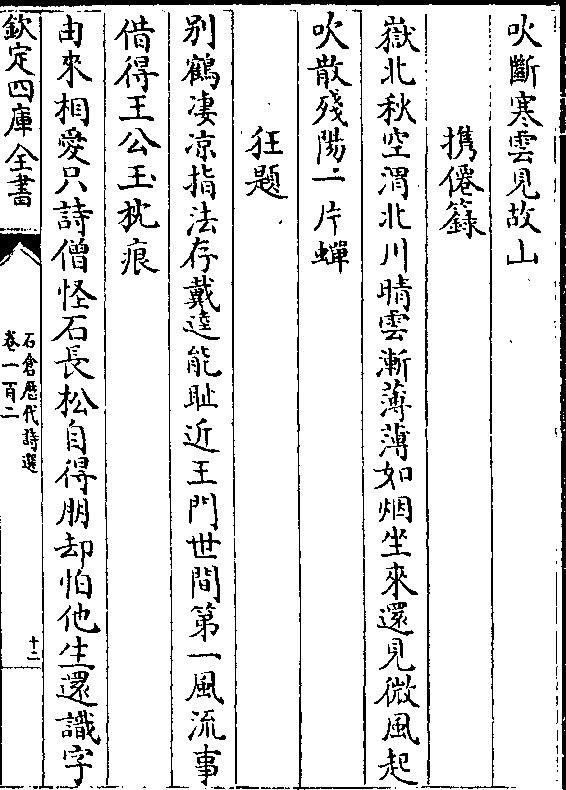 吹斷寒雲見故山
携僊籙
嶽北秋空渭北川晴雲漸薄薄如烟坐來還見微風起
吹散殘陽一片蟬
狂題
别鶴凄凉指法存戴逵能耻近王門世間第一風流事
借得王公玉枕痕
由來相愛只詩僧怪石長松自得朋却怕他生還識字
欽定四庫全書
石倉歷代詩選
卷一百二
十二